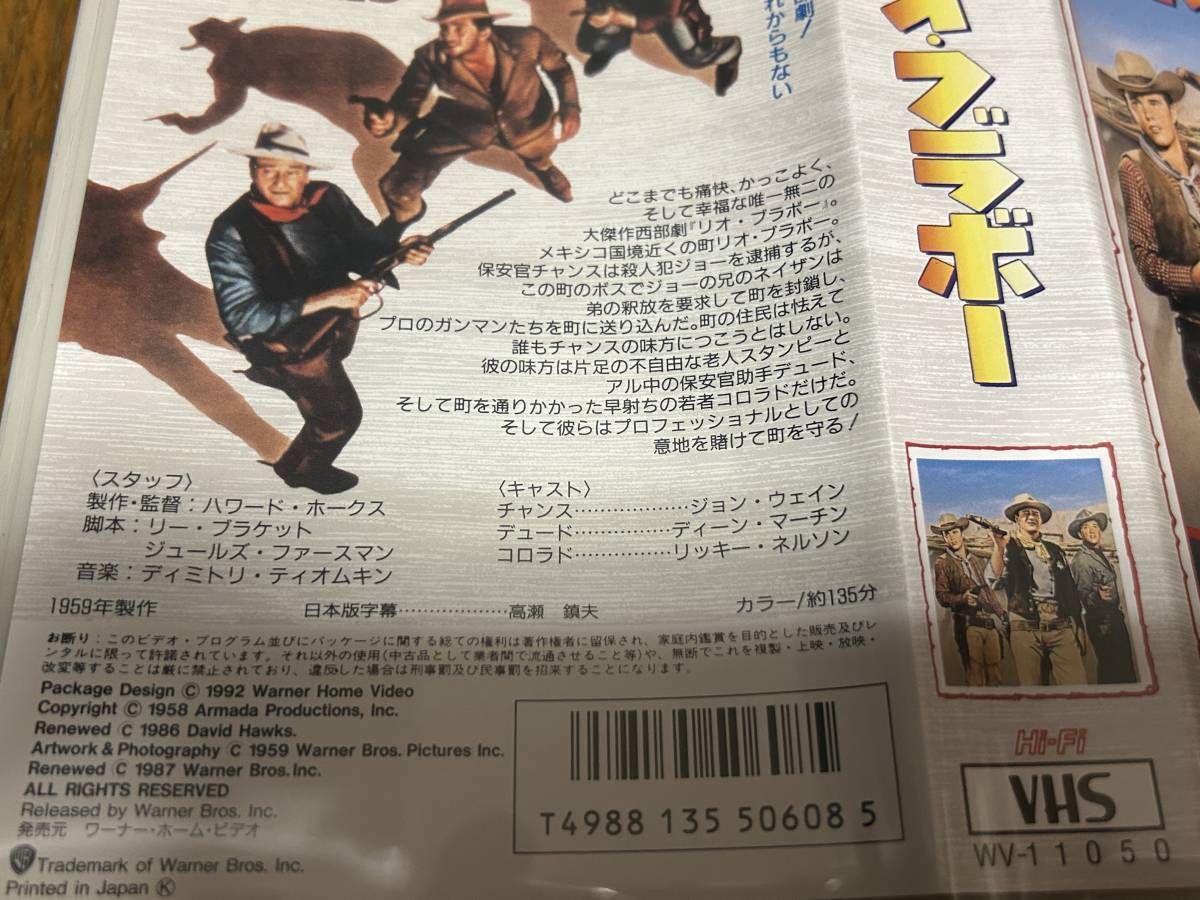 劇!
れからもない
どこまでも痛快、かっこよく、
そして幸福な唯一無二の
大傑作西部劇『リオ・ブラボー』。
メキシコ国境近くの町リオ・ブラボー。
保安官チャンスは殺人犯ジョーを逮捕するが、
この町のボスでジョーの兄のネイザンは
弟の釈放を要求して町を封鎖し、
プロのガンマンたちを町に送り込んだ。町の住民は怯えて
誰もチャンスの味方につこうとはしない。
彼の味方は片足の不自由な老人スタンピーと
アル中の保安官助手デュード、
そして町を通りかかった早射ちの若者コロラドだけだ。
そして彼らはプロフェッショナルとしての
意地を賭けて町を守る!
〈スタッフ〉
製作・監督：ハワード・ホークス
脚本：リー・ブラケット
ジュールズ・ファースマン
音楽：ディミトリ・ティオムキン
〈キャスト〉
チャンス………………ジョン・ウェイン
デュード……………ディーン・マーチン
コロラド……………リッキー・ネルソン
1959年製作 日本版字幕………………高瀬 鎮夫 カラー/約135分
お断り：このビデオ・プログラム並びにパッケージに関する総ての権利は著作権者に留保され、家庭内鑑賞を目的とした販売及びレ
ンタルに限って許諾されています。それ以外の使用(中古品として業者間で流通させること等)や、無断でこれを複製・上映・放映・
改変等することは厳に禁止されており、違反した場合は刑事罰及び民事罰を招来することになります。
Package Design © 1992 Warner Home Video
Copyright © 1958 Armada Productions, Inc.
Renewed © 1986 David Hawks.
Artwork & Photography © 1959 Warner Bros. Pictures Inc.
Renewed © 1987 Warner Bros. Inc.
ALL RIGHTS RESERVED
Released by Warner Bros. Inc.
発売元 ワーナー・ホーム・ビデオ
Trademark of Warner Bros. Inc.
Printed in Japan Ⓚ
T4988 135 50608 5
・ブラボー
Hi-Fi
VHS
WV-11050